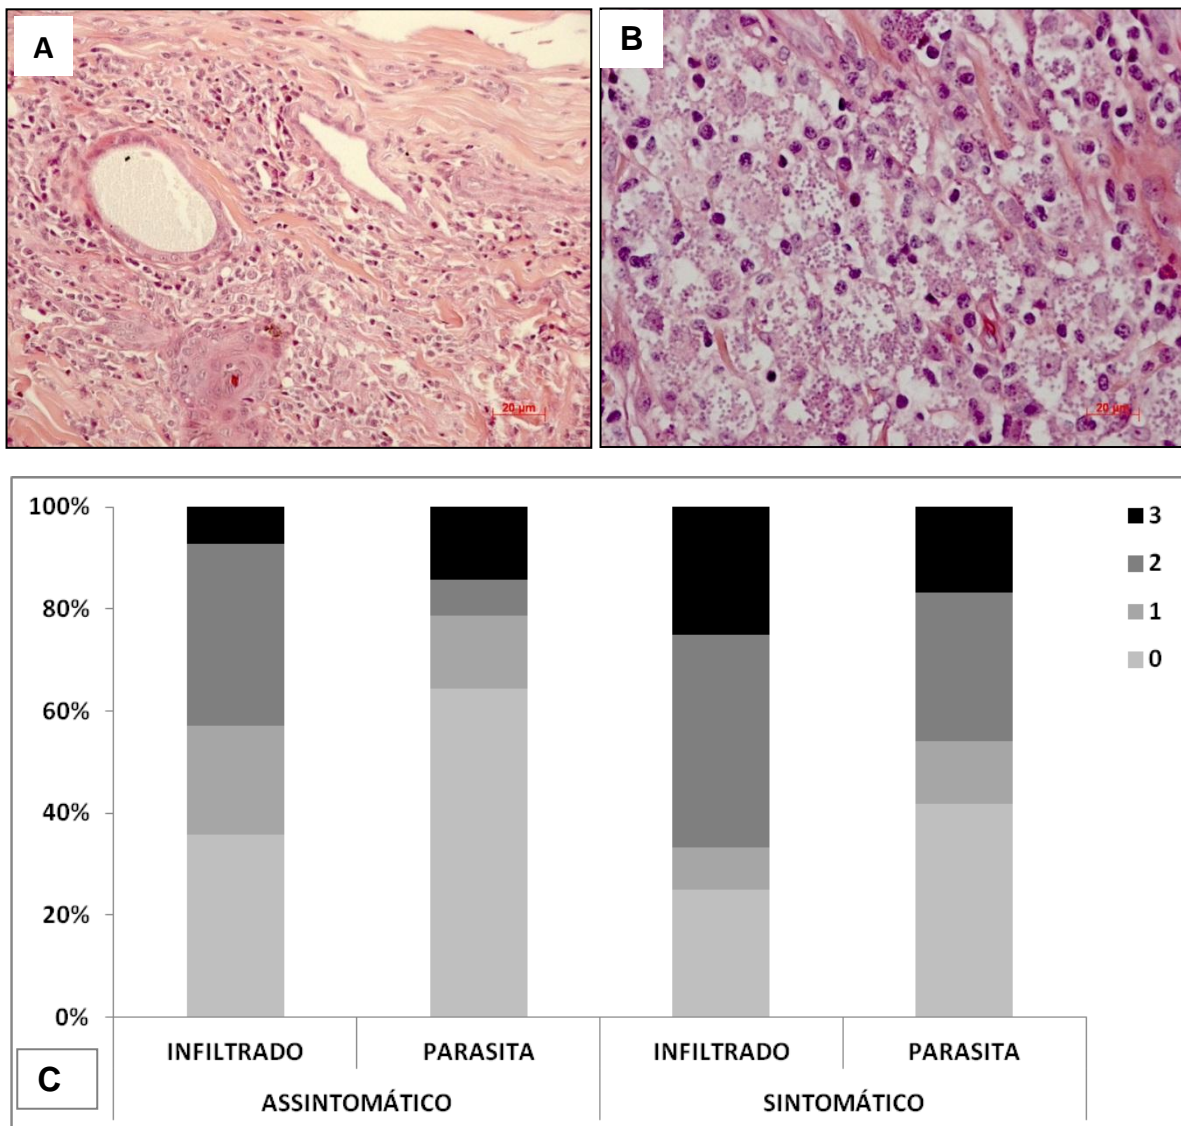 A
B
20 µm
20 µm
100%
80%
60%
40%
20%
0%
3
2
1
0
INFILTRADO PARASITA INFILTRADO PARASITA
ASSINTOMÁTICO SINTOMÁTICO
C